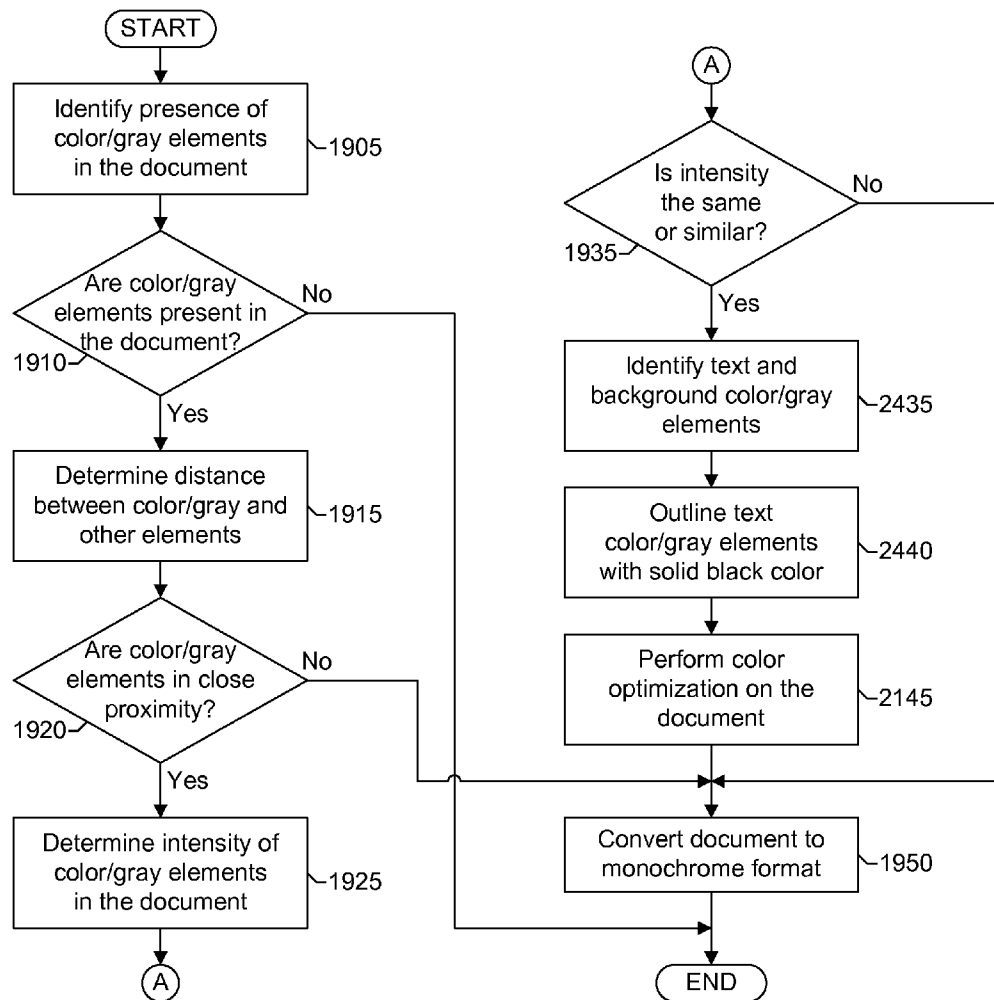 START
Identify presence of
color/gray elements
in the document
1905
Are color/gray
elements present in
the document?
No
1910
Yes
Determine distance
between color/gray and
other elements
1915
Are color/gray
elements in close
proximity?
No
1920
Yes
Determine intensity of
color/gray elements
in the document
1925
A
A
Is intensity
the same
or similar?
No
1935
Yes
Identify text and
background color/gray
elements
2435
Outline text
color/gray elements
with solid black color
2440
Perform color
optimization on the
document
2145
Convert document to
monochrome format
1950
END